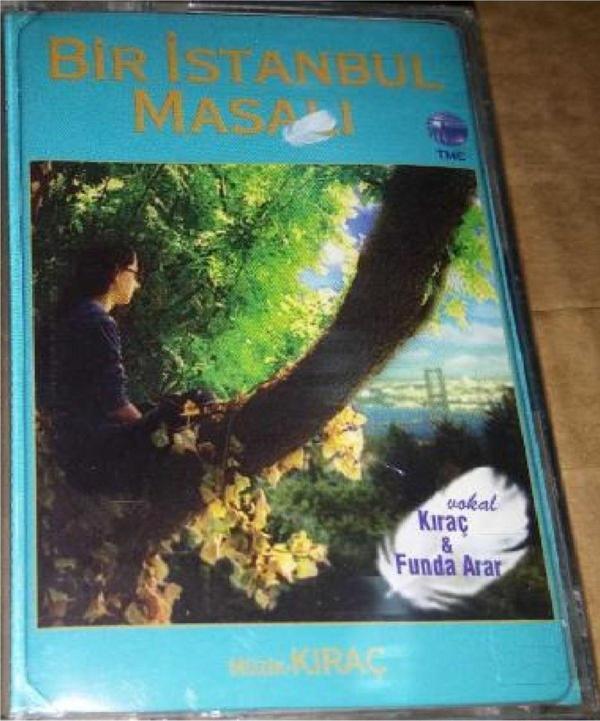 BİR İSTANBUL
MASALI
TMC
vokal
Kıraç
&
Funda Arar
Müzik: KIRAÇ